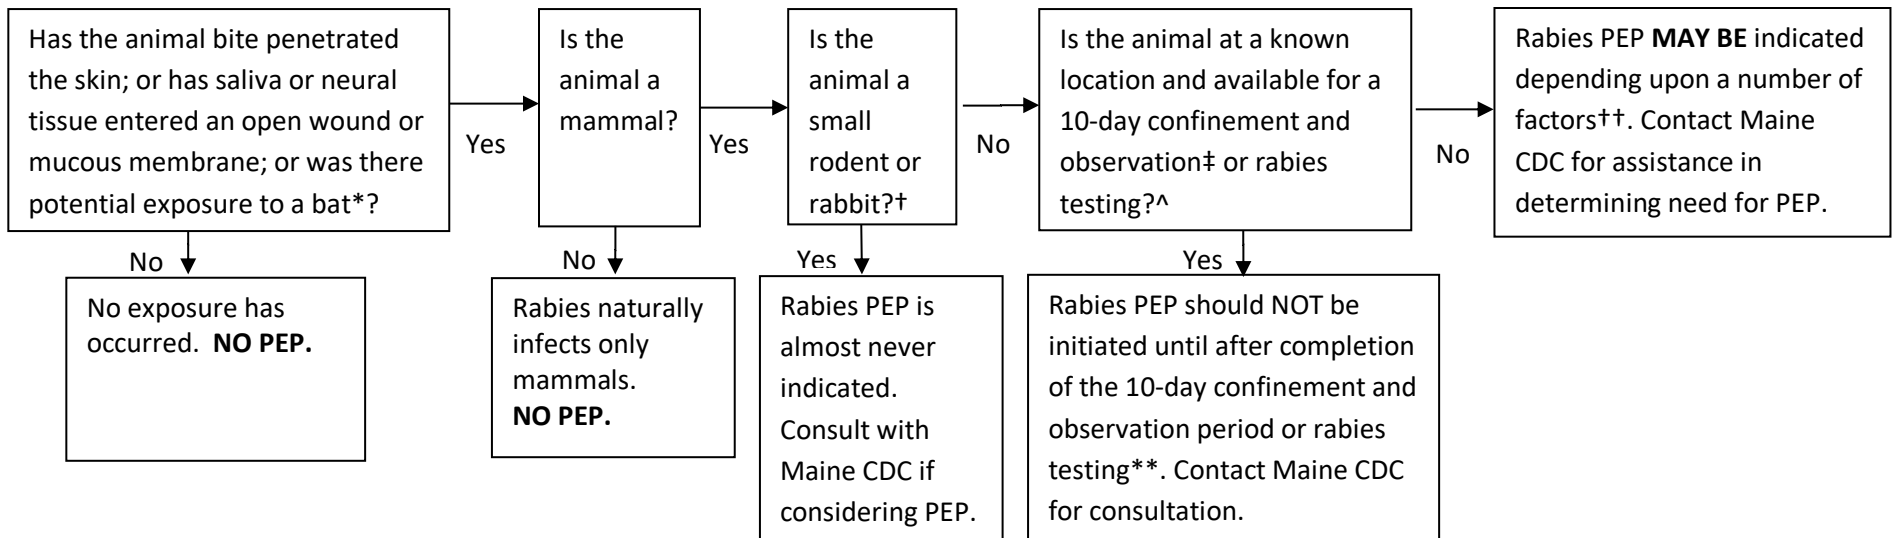 Has the animal bite penetrated
the skin; or has saliva or neural
tissue entered an open wound or
mucous membrane; or was there
potential exposure to a bat*?
Yes
No
No exposure has
occurred.  NO PEP.
Is the
animal a
mammal?
Yes
No
Rabies naturally
infects only
mammals.
NO PEP.
Is the
animal a
small
rodent or
rabbit?†
No
Yes
Rabies PEP is
almost never
indicated.
Consult with
Maine CDC if
considering PEP.
Is the animal at a known
location and available for a
10-day confinement and
observation‡ or rabies
testing?^
No
Yes
Rabies PEP should NOT be
initiated until after completion
of the 10-day confinement and
observation period or rabies
testing**. Contact Maine CDC
for consultation.
Rabies PEP MAY BE indicated
depending upon a number of
factors††. Contact Maine
CDC for assistance in
determining need for PEP.